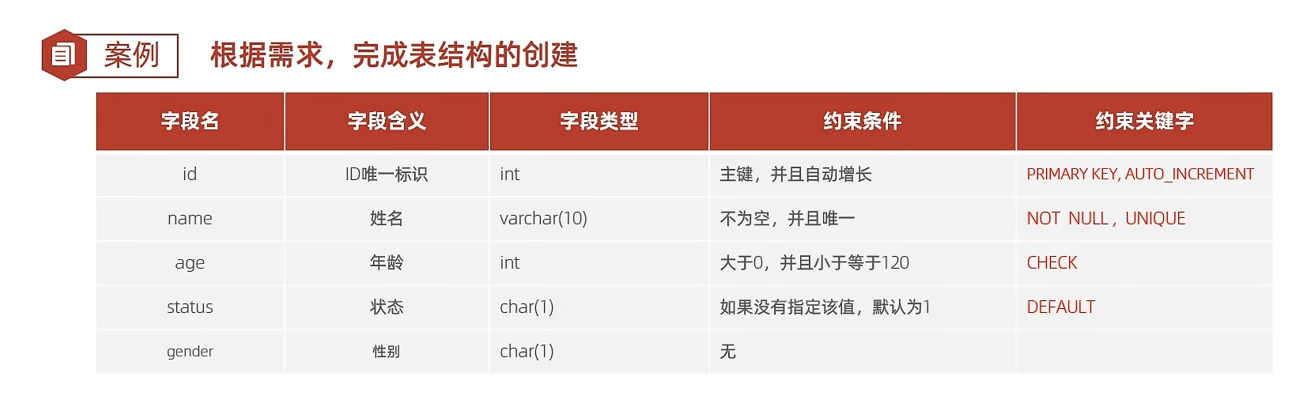 案例 根据需求，完成表结构的创建
字段名 字段含义 字段类型 约束条件 约束关键字
id ID唯一标识 int 主键，并且自动增长 PRIMARY KEY, AUTO_INCREMENT
name 姓名 varchar(10) 不为空，并且唯一 NOT NULL , UNIQUE
age 年龄 int 大于0，并且小于等于120 CHECK
status 状态 char(1) 如果没有指定该值，默认为1 DEFAULT
gender 性别 char(1) 无